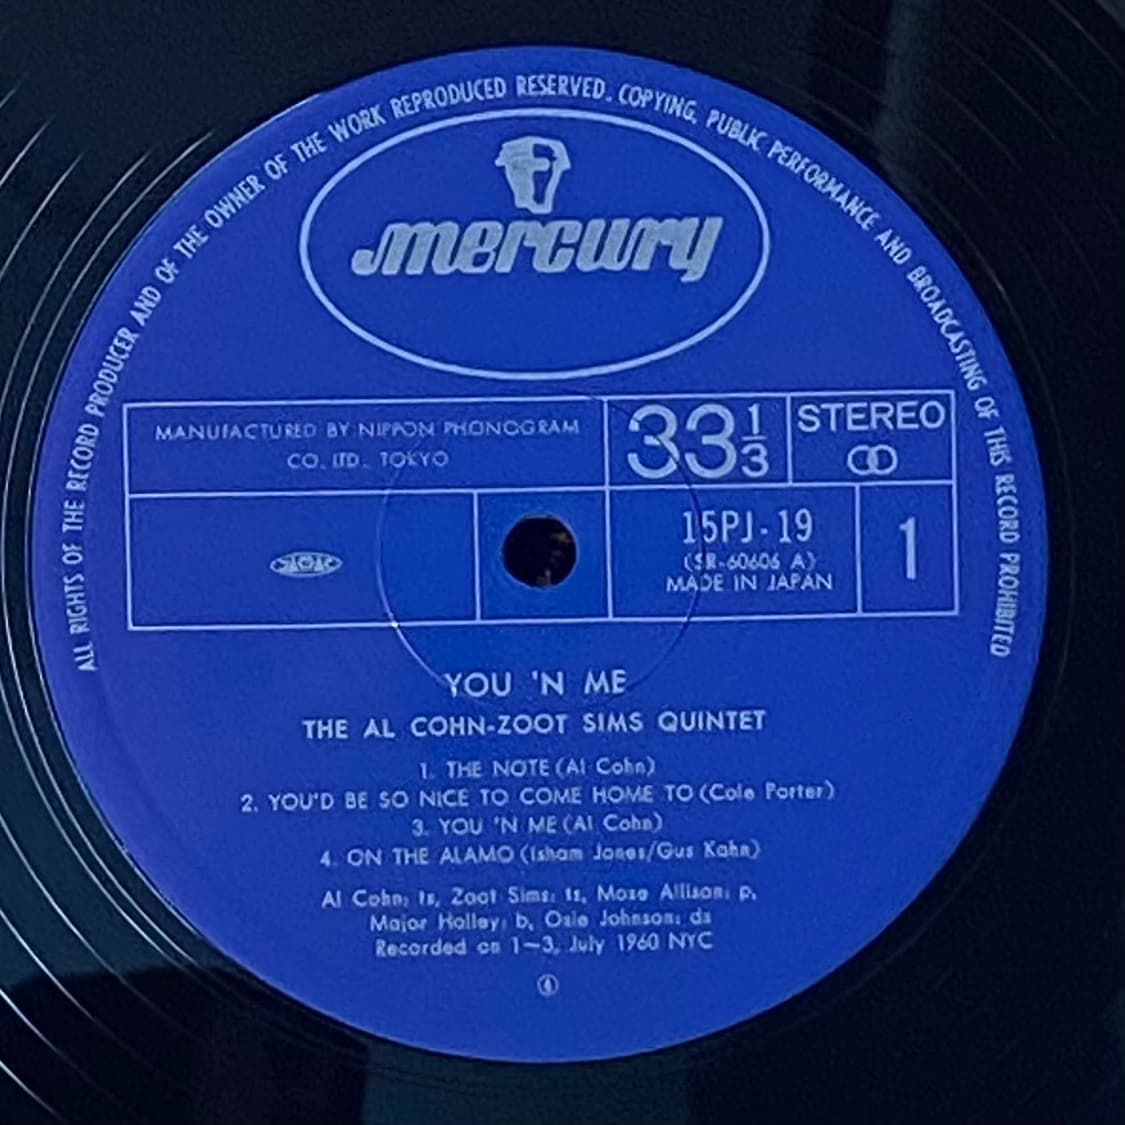 ALL RIGHTS OF THE RECORD PRODUCER AND OF THE OWNER OF THE WORK REPRODUCED RESERVED. COPYING, PUBLIC PERFORMANCE AND BROADCASTING OF THIS RECORD PROHIBITED
mercury
MANUFACTURED BY NIPPON PHONOGRAM
CO. LTD. TOKYO
33 1/3
STEREO
15PJ-19
(SR-60606 A)
MADE IN JAPAN
1
YOU 'N ME
THE AL COHN-ZOOT SIMS QUINTET
1. THE NOTE (Al Cohn)
2. YOU'D BE SO NICE TO COME HOME TO (Cole Porter)
3. YOU 'N ME (Al Cohn)
4. ON THE ALAMO (Isham Jones/Gus Kahn)
Al Cohn: ts, Zoot Sims: ts, Mose Allison: p,
Major Holley: b, Osie Johnson: ds
Recorded on 1~3, July 1960 NYC